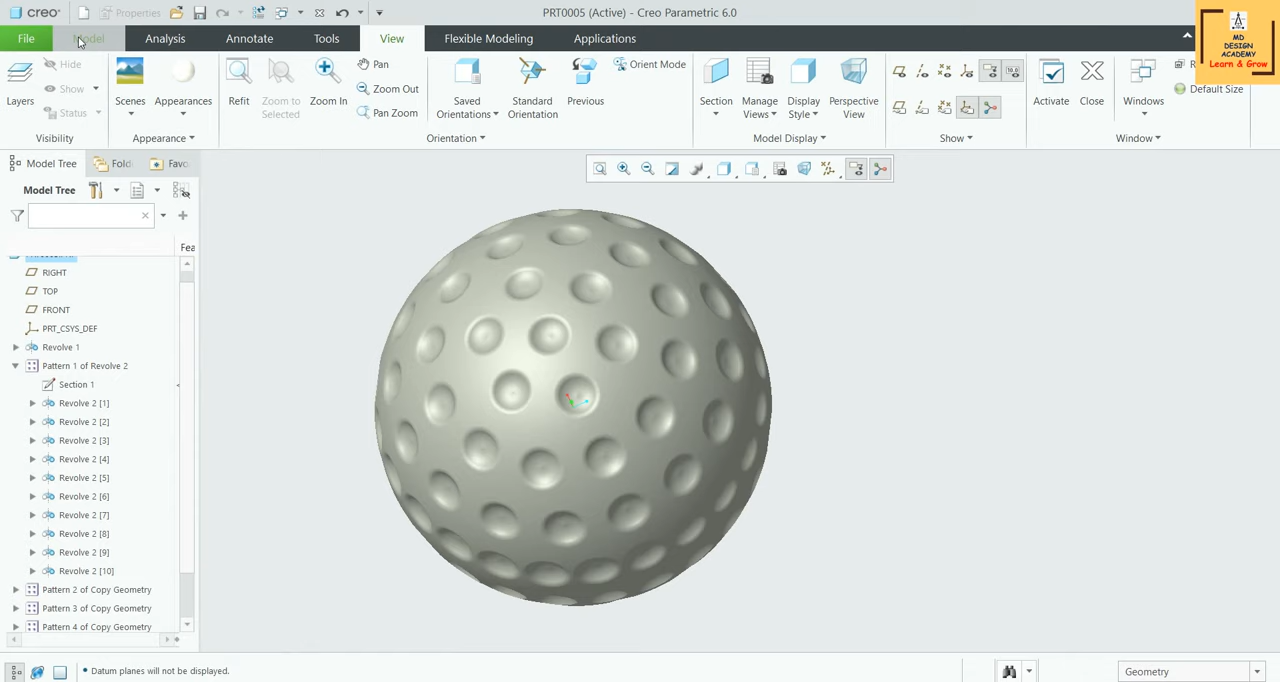 creo
Properties
PRT0005 (Active) - Creo Parametric 6.0
File
Model
Analysis
Annotate
Tools
View
Flexible Modeling
Applications
MD
DESIGN
ACADEMY
Learn & Grow
Layers
Hide
Show
Status
Visibility
Scenes
Appearances
Appearance
Refit
Zoom to
Selected
Zoom In
Pan
Zoom Out
Pan Zoom
Saved
Orientations
Standard
Orientation
Previous
Orient Mode
Orientation
Section
Manage
Views
Display
Style
Perspective
View
Model Display
Show
Activate
Close
Windows
Default Size
Window
Model Tree
Fold
Favo
Model Tree
Fea
RIGHT
TOP
FRONT
PRT_CSYS_DEF
Revolve 1
Pattern 1 of Revolve 2
Section 1
Revolve 2 [1]
Revolve 2 [2]
Revolve 2 [3]
Revolve 2 [4]
Revolve 2 [5]
Revolve 2 [6]
Revolve 2 [7]
Revolve 2 [8]
Revolve 2 [9]
Revolve 2 [10]
Pattern 2 of Copy Geometry
Pattern 3 of Copy Geometry
Pattern 4 of Copy Geometry
• Datum planes will not be displayed.
Geometry